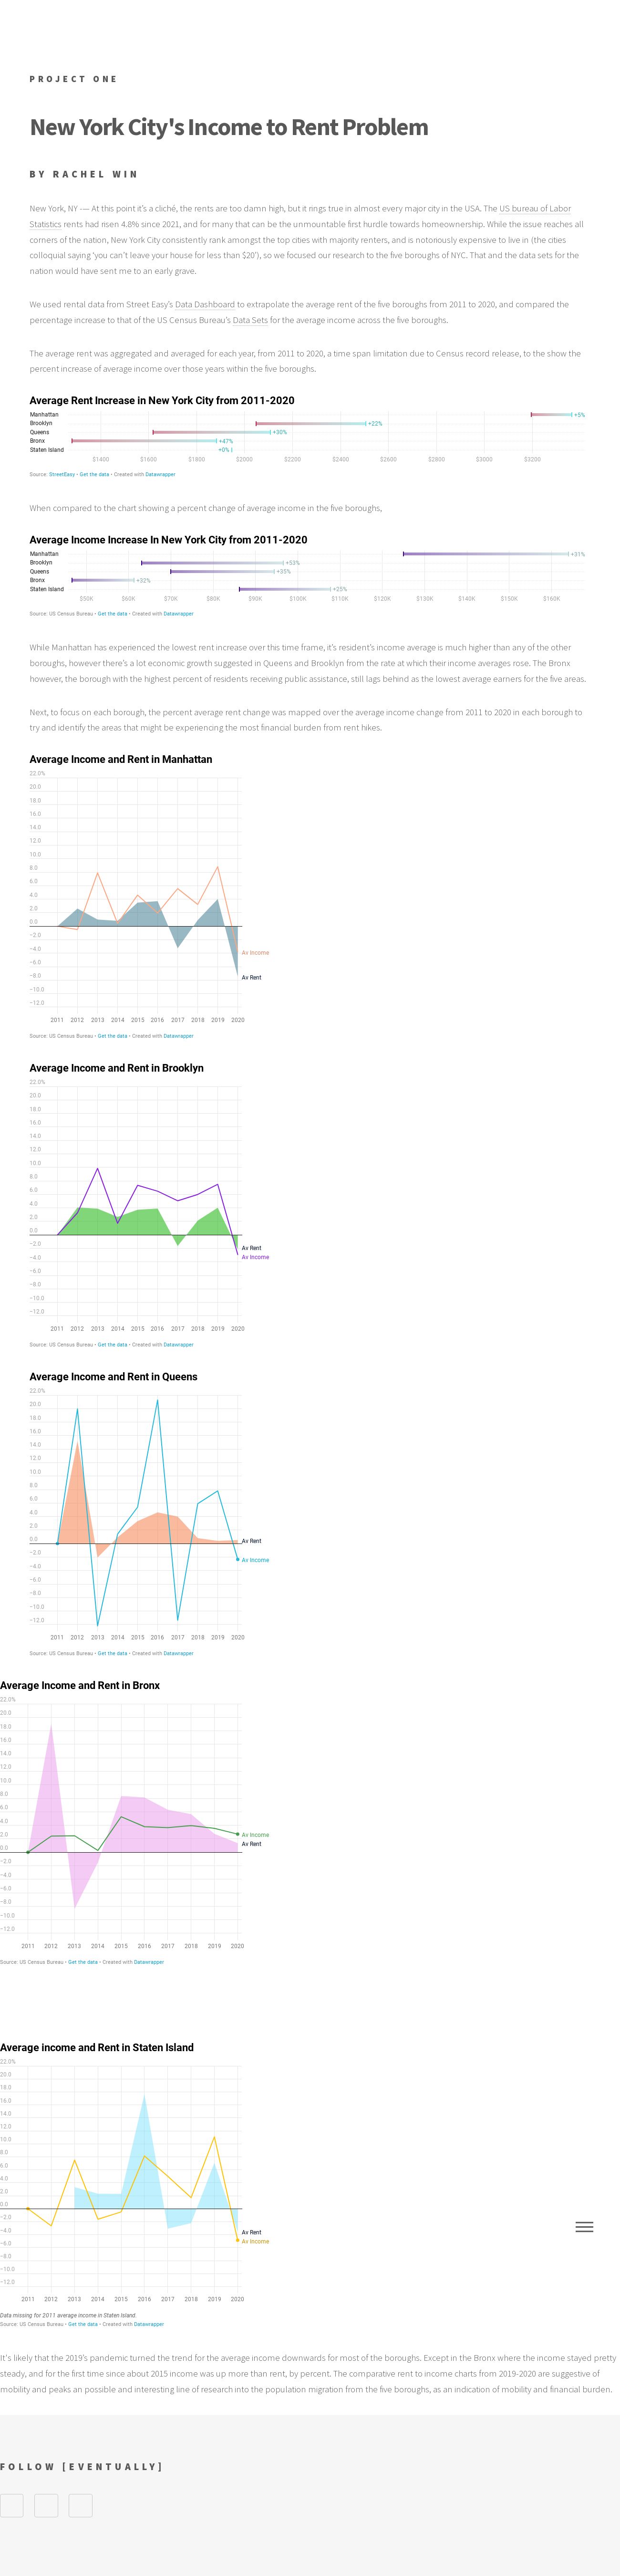 PROJECT ONE
New York City's Income to Rent Problem
BY RACHEL WIN
New York, NY -— At this point it's a cliché, the rents are too damn high, but it rings true in almost every major city in the USA. The US bureau of Labor
Statistics rents had risen 4.8% since 2021, and for many that can be the unmountable first hurdle towards homeownership. While the issue reaches all
corners of the nation, New York City consistently rank amongst the top cities with majority renters, and is notoriously expensive to live in (the cities
colloquial saying 'you can't leave your house for less than $20'), so we focused our research to the five boroughs of NYC. That and the data sets for the
nation would have sent me to an early grave.
We used rental data from Street Easy's Data Dashboard to extrapolate the average rent of the five boroughs from 2011 to 2020, and compared the
percentage increase to that of the US Census Bureau's Data Sets for the average income across the five boroughs.
The average rent was aggregated and averaged for each year, from 2011 to 2020, a time span limitation due to Census record release, to the show the
percent increase of average income over those years within the five boroughs.
Average Rent Increase in New York City from 2011-2020
Manhattan +5%
Brooklyn +22%
Queens +30%
Bronx +47%
Staten Island +0%
$1400 $1600 $1800 $2000 $2200 $2400 $2600 $2800 $3000 $3200
Source: StreetEasy • Get the data • Created with Datawrapper
When compared to the chart showing a percent change of average income in the five boroughs,
Average Income Increase In New York City from 2011-2020
Manhattan +31%
Brooklyn +53%
Queens +35%
Bronx +32%
Staten Island +25%
$50K $60K $70K $80K $90K $100K $110K $120K $130K $140K $150K $160K
Source: US Census Bureau • Get the data • Created with Datawrapper
While Manhattan has experienced the lowest rent increase over this time frame, it's resident's income average is much higher than any of the other
boroughs, however there's a lot economic growth suggested in Queens and Brooklyn from the rate at which their income averages rose. The Bronx
however, the borough with the highest percent of residents receiving public assistance, still lags behind as the lowest average earners for the five areas.
Next, to focus on each borough, the percent average rent change was mapped over the average income change from 2011 to 2020 in each borough to
try and identify the areas that might be experiencing the most financial burden from rent hikes.
Average Income and Rent in Manhattan
22.0%
20.0
18.0
16.0
14.0
12.0
10.0
8.0
6.0
4.0
2.0
0.0
−2.0
−4.0
Av Income
−6.0
−8.0
Av Rent
−10.0
−12.0
2011 2012 2013 2014 2015 2016 2017 2018 2019 2020
Source: US Census Bureau • Get the data • Created with Datawrapper
Average Income and Rent in Brooklyn
22.0%
20.0
18.0
16.0
14.0
12.0
10.0
8.0
6.0
4.0
2.0
0.0
−2.0
Av Rent
−4.0
Av Income
−6.0
−8.0
−10.0
−12.0
2011 2012 2013 2014 2015 2016 2017 2018 2019 2020
Source: US Census Bureau • Get the data • Created with Datawrapper
Average Income and Rent in Queens
22.0%
20.0
18.0
16.0
14.0
12.0
10.0
8.0
6.0
4.0
2.0
0.0
Av Rent
−2.0
Av Income
−4.0
−6.0
−8.0
−10.0
−12.0
2011 2012 2013 2014 2015 2016 2017 2018 2019 2020
Source: US Census Bureau • Get the data • Created with Datawrapper
Average Income and Rent in Bronx
22.0%
20.0
18.0
16.0
14.0
12.0
10.0
8.0
6.0
4.0
2.0
Av Income
0.0
Av Rent
−2.0
−4.0
−6.0
−8.0
−10.0
−12.0
2011 2012 2013 2014 2015 2016 2017 2018 2019 2020
Source: US Census Bureau • Get the data • Created with Datawrapper
Average income and Rent in Staten Island
22.0%
20.0
18.0
16.0
14.0
12.0
10.0
8.0
6.0
4.0
2.0
0.0
−2.0
−4.0
Av Rent
−6.0
Av Income
−8.0
−10.0
−12.0
2011 2012 2013 2014 2015 2016 2017 2018 2019 2020
Data missing for 2011 average income in Staten Island.
Source: US Census Bureau • Get the data • Created with Datawrapper
It's likely that the 2019's pandemic turned the trend for the average income downwards for most of the boroughs. Except in the Bronx where the income stayed pretty
steady, and for the first time since about 2015 income was up more than rent, by percent. The comparative rent to income charts from 2019-2020 are suggestive of
mobility and peaks an possible and interesting line of research into the population migration from the five boroughs, as an indication of mobility and financial burden.
FOLLOW [EVENTUALLY]